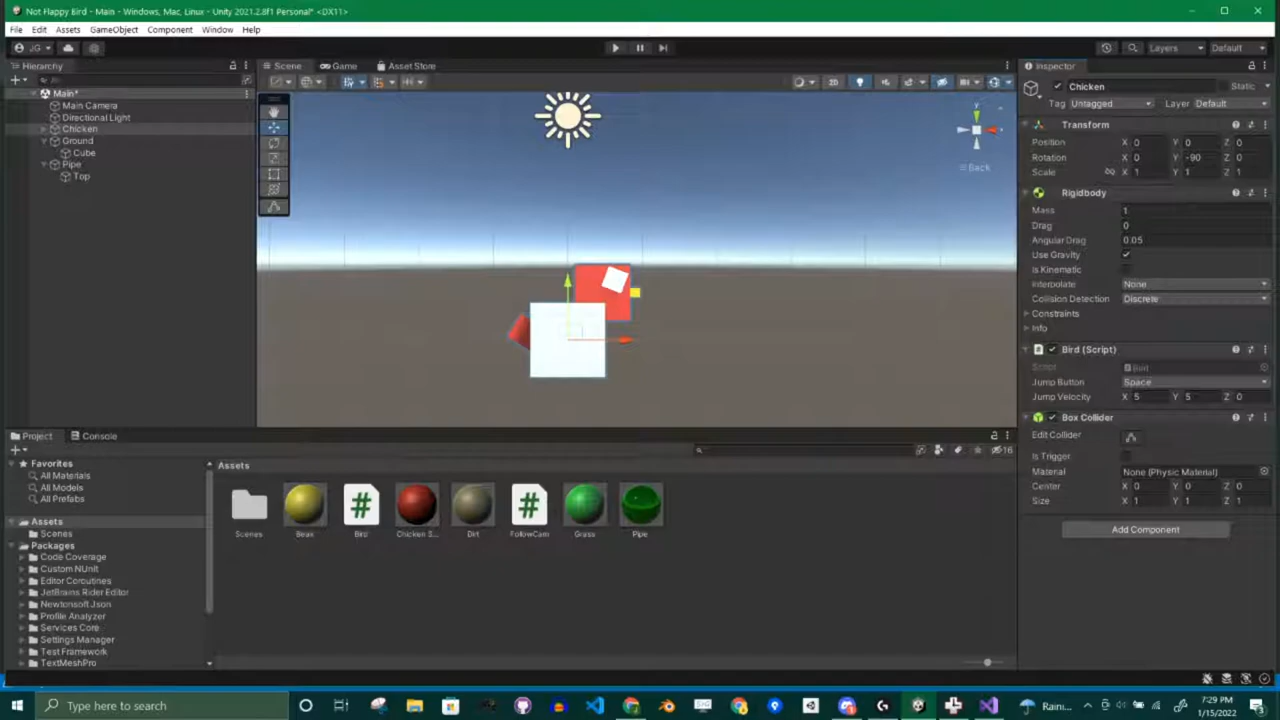 Not Flappy Bird - Main - Windows, Mac, Linux - Unity 2021.2.8f1 Personal* <DX11>
File Edit Assets GameObject Component Window Help
JG Layers Default
Hierarchy
All
Main*
Main Camera
Directional Light
Chicken
Ground
Cube
Pipe
Top
Scene Game Asset Store
2D
y
Back
Inspector
Chicken Static
Tag Untagged Layer Default
Transform
Position X 0 Y 0 Z 0
Rotation X 0 Y -90 Z 0
Scale X 1 Y 1 Z 1
Rigidbody
Mass 1
Drag 0
Angular Drag 0.05
Use Gravity
Is Kinematic
Interpolate None
Collision Detection Discrete
Constraints
Info
# Bird (Script)
Script Bird
Jump Button Space
Jump Velocity X 5 Y 5 Z 0
Box Collider
Edit Collider
Is Trigger
Material None (Physic Material)
Center X 0 Y 0 Z 0
Size X 1 Y 1 Z 1
Add Component
Project Console
16
Favorites
All Materials
All Models
All Prefabs
Assets
Scenes
Packages
Code Coverage
Custom NUnit
Editor Coroutines
JetBrains Rider Editor
Newtonsoft Json
Profile Analyzer
Services Core
Settings Manager
Test Framework
TextMeshPro
Assets
# #
Scenes Beak Bird Chicken S... Dirt FollowCam Grass Pipe
Type here to search
Rain...
7:29 PM
1/15/2022